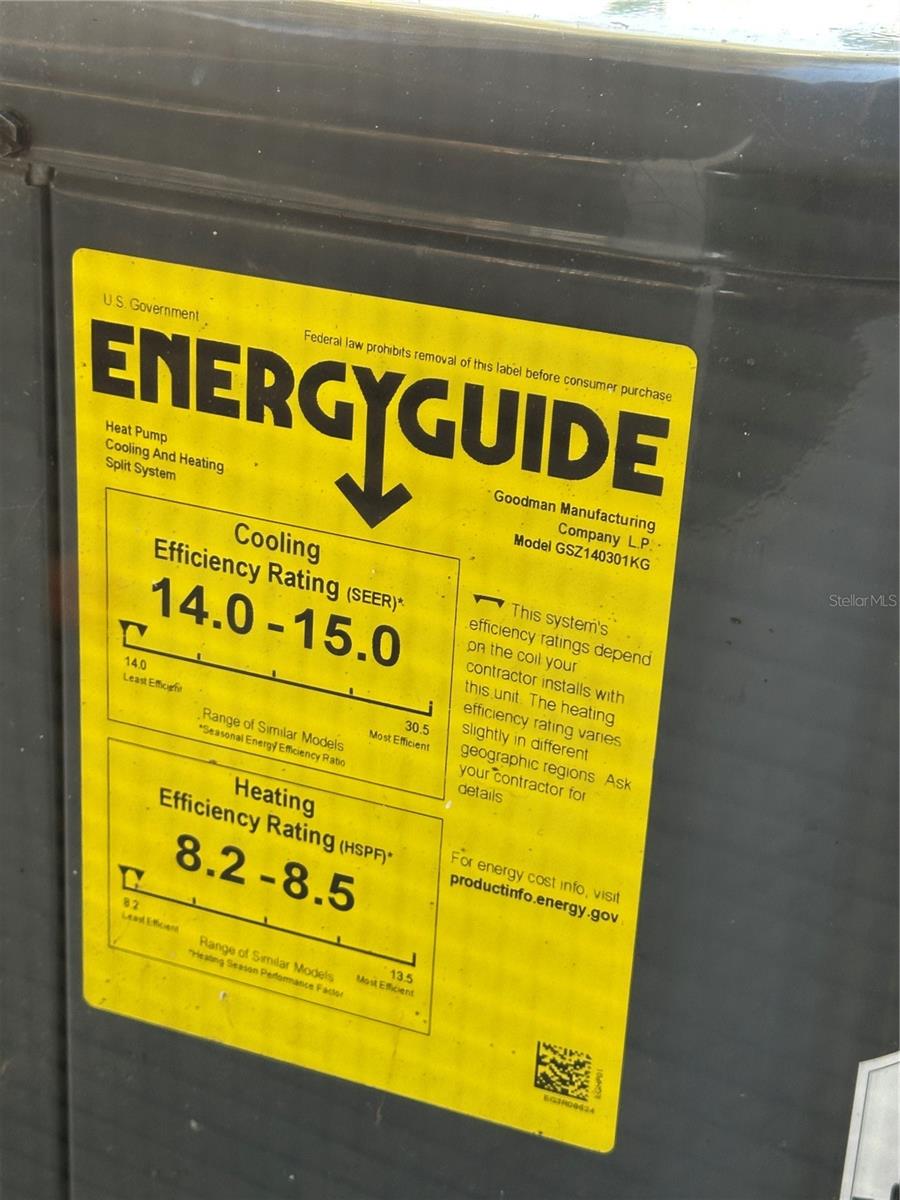 U.S. Government
Federal law prohibits removal of this label before consumer purchase
ENERGYGUIDE
Heat Pump
Cooling And Heating
Split System
Goodman Manufacturing
Company L.P.
Model GSZ140301KG
Cooling
Efficiency Rating (SEER)*
14.0 - 15.0
14.0
Least Efficient
30.5
Most Efficient
Range of Similar Models
*Seasonal Energy Efficiency Ratio
Heating
Efficiency Rating (HSPF)*
8.2 - 8.5
8.2
Least Efficient
13.5
Most Efficient
Range of Similar Models
*Heating Season Performance Factor
This system's
efficiency ratings depend
on the coil your
contractor installs with
this unit. The heating
efficiency rating varies
slightly in different
geographic regions. Ask
your contractor for
details
For energy cost info, visit
productinfo.energy.gov
StellarMLS